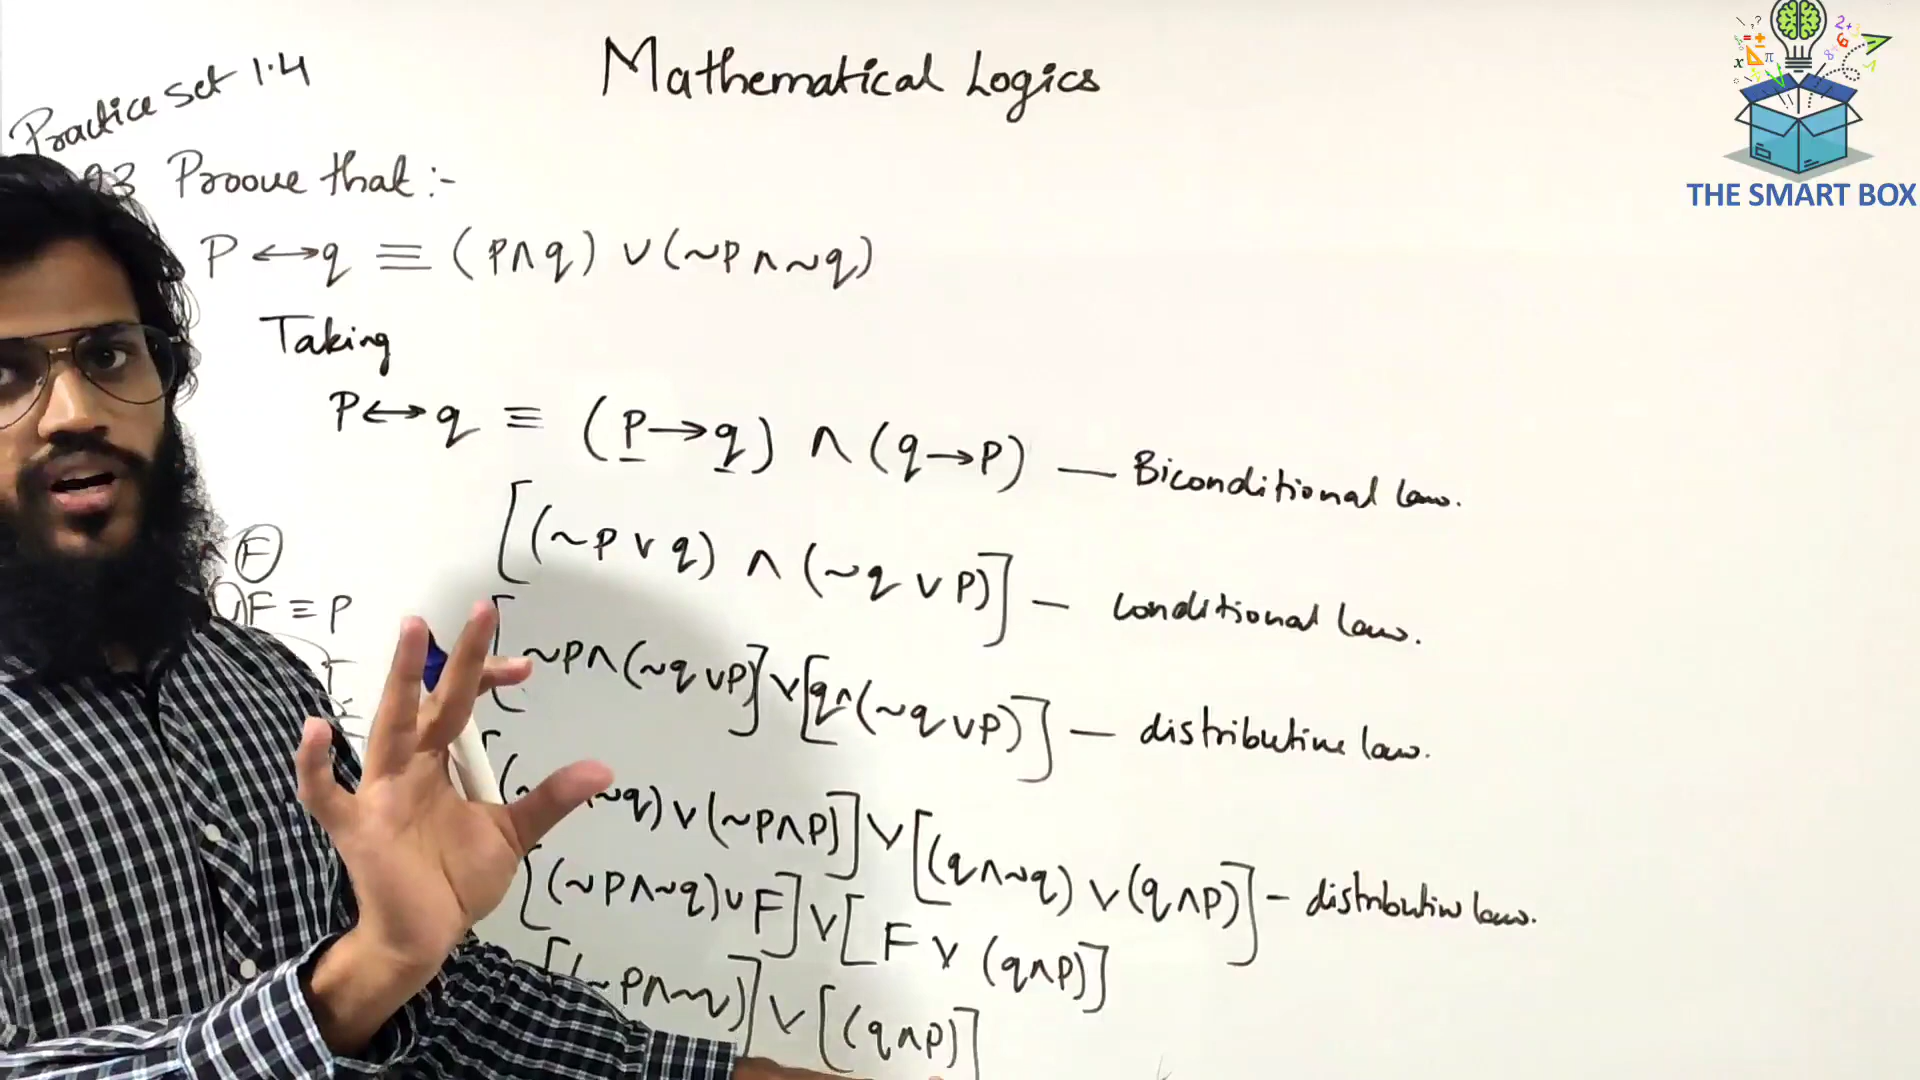 Mathematical Logics
THE SMART BOX
Practice set 1.4
Q3 Proove that :-
P ↔ q ≡ (p ∧ q) ∨ (~p ∧ ~q)
Taking
P ↔ q ≡ (P → q) ∧ (q → P) — Biconditional law.
[(~p ∨ q) ∧ (~q ∨ P)] — conditional law.
[~P ∧ (~q ∨ P)] ∨ [q ∧ (~q ∨ P)] — distributive law.
~q) ∨ (~P ∧ P)] ∨ [(q ∧ ~q) ∨ (q ∧ P)] - distributive law.
[(~P ∧ ~q) ∨ F] ∨ [F ∨ (q ∧ P)]
[(~P ∧ ~q)] ∨ [(q ∧ P)]
F
F ≡ P